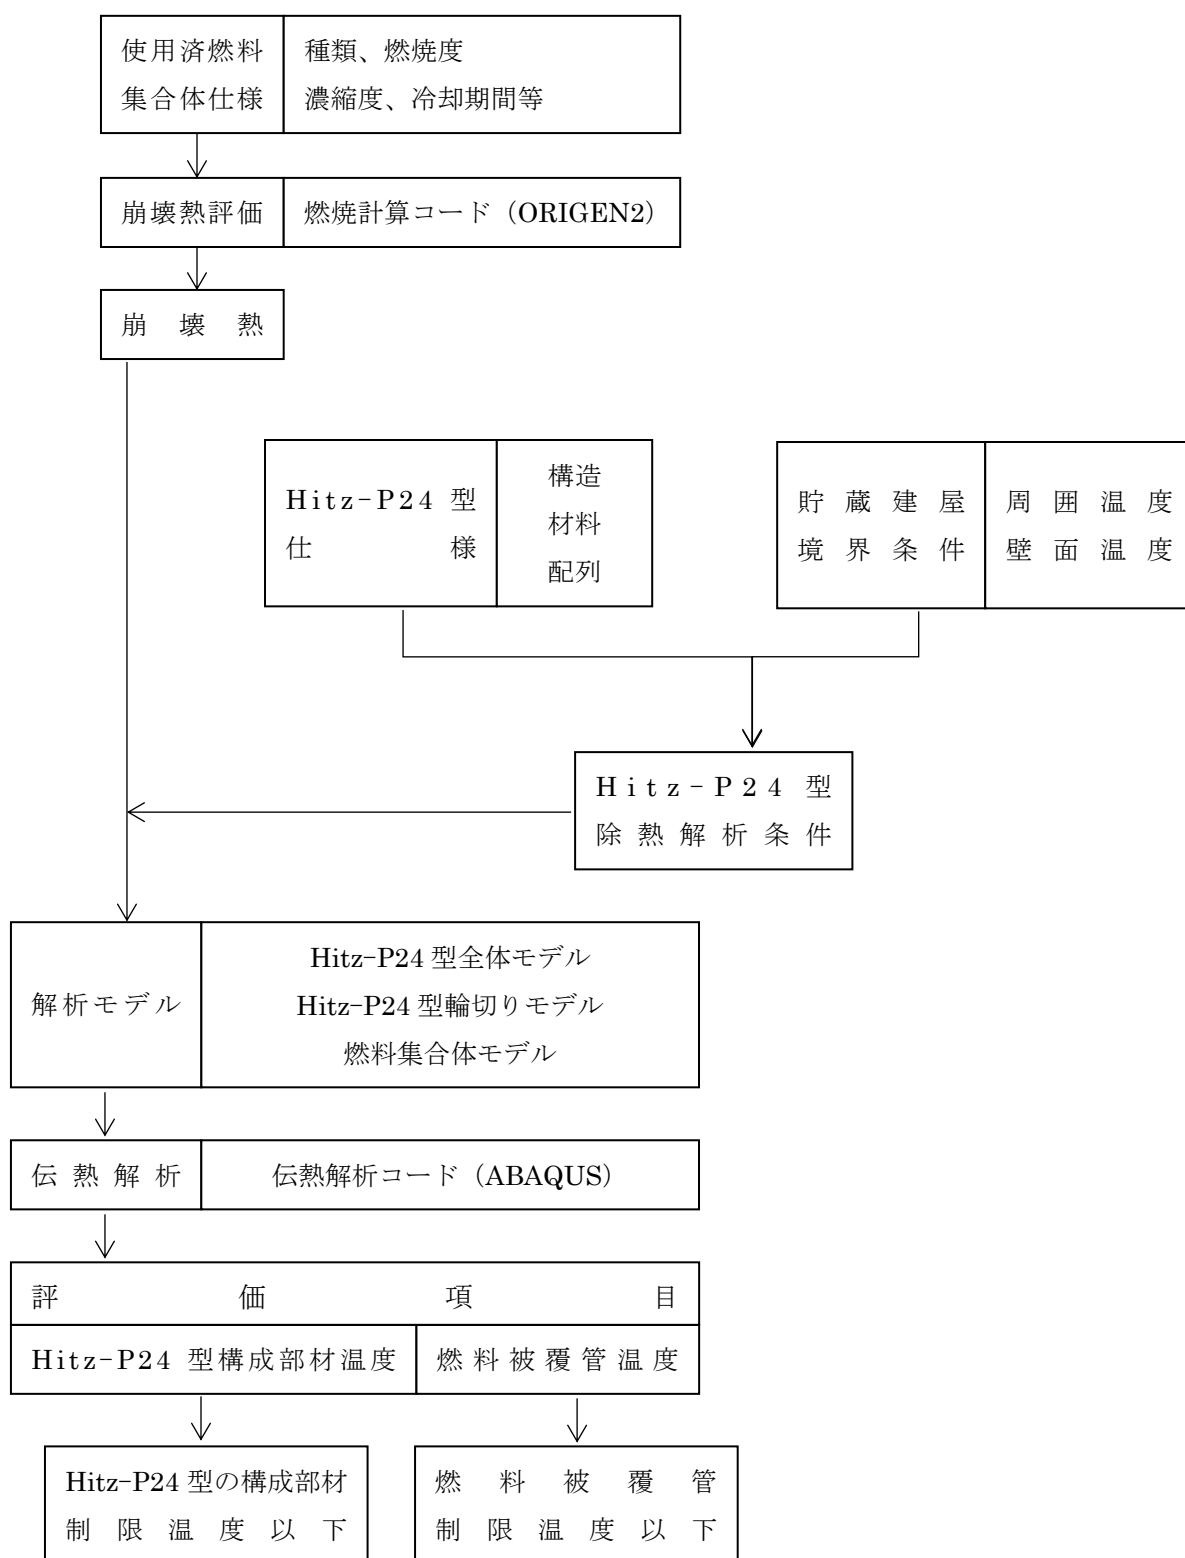 使用済燃料
集合体仕様
種類、燃焼度
濃縮度、冷却期間等
崩壊熱評価
燃焼計算コード（ORIGEN2）
崩壊熱
Hitz-P24 型
仕様
構造
材料
配列
貯蔵建屋
境界条件
周囲温度
壁面温度
Hitz-P24 型
除熱解析条件
解析モデル
Hitz-P24 型全体モデル
Hitz-P24 型輪切りモデル
燃料集合体モデル
伝熱解析
伝熱解析コード（ABAQUS）
評価項目
Hitz-P24 型構成部材温度
燃料被覆管温度
Hitz-P24 型の構成部材
制限温度以下
燃料被覆管
制限温度以下